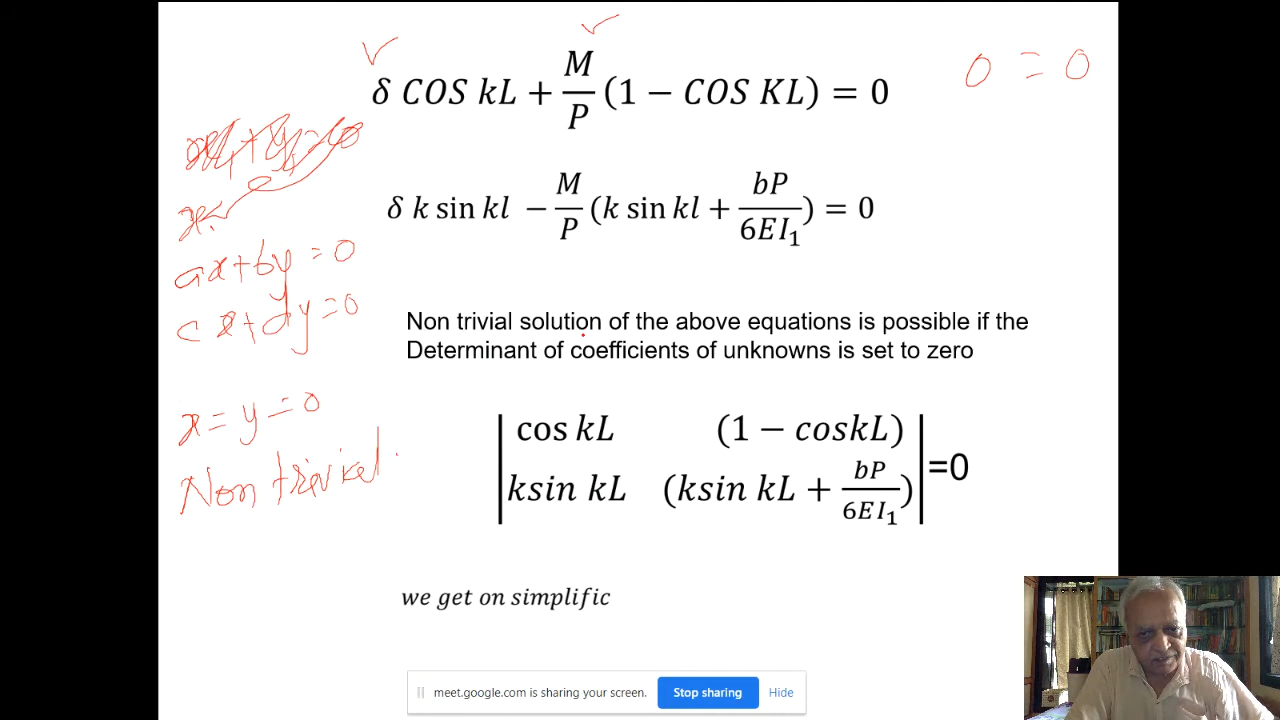 δ COS kL + M/P (1 − COS KL) = 0
0 = 0
δ k sin kl − M/P (k sin kl + bP/6EI₁) = 0
ax + by = 0
cx + dy = 0
Non trivial solution of the above equations is possible if the
Determinant of coefficients of unknowns is set to zero
x = y = 0
Non trivial
| cos kL (1 − coskL) |
| ksin kL (ksin kL + bP/6EI₁) | =0
we get on simplific
meet.google.com is sharing your screen. Stop sharing Hide